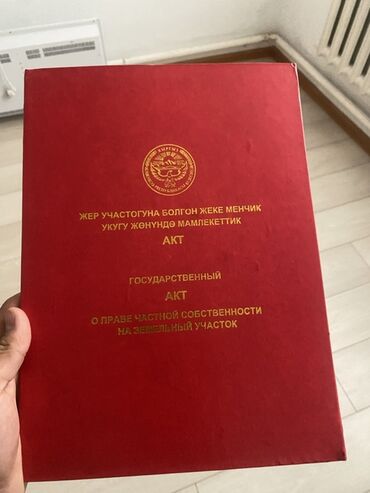 ЖЕР УЧАСТОГУНА БОЛГОН ЖЕКЕ МЕНЧИК
УКУГУ ЖӨНҮНДӨ МАМЛЕКЕТТИК
АКТ
ГОСУДАРСТВЕННЫЙ
АКТ
О ПРАВЕ ЧАСТНОЙ СОБСТВЕННОСТИ
НА ЗЕМЕЛЬНЫЙ УЧАСТОК